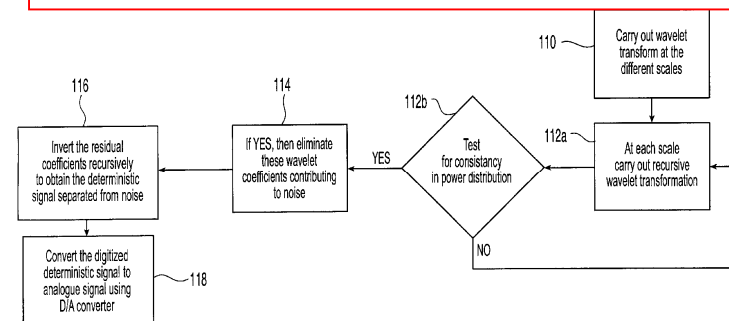 110
Carry out wavelet
transform at the
different scales
112a
At each scale
carry out recursive
wavelet transformation
112b
Test
for consistancy
in power distribution
YES
NO
114
If YES, then eliminate
these wavelet
coefficients contributing
to noise
116
Invert the residual
coefficients recursively
to obtain the deterministic
signal separated from noise
Convert the digitized
deterministic signal to
analogue signal using
D/A converter
118